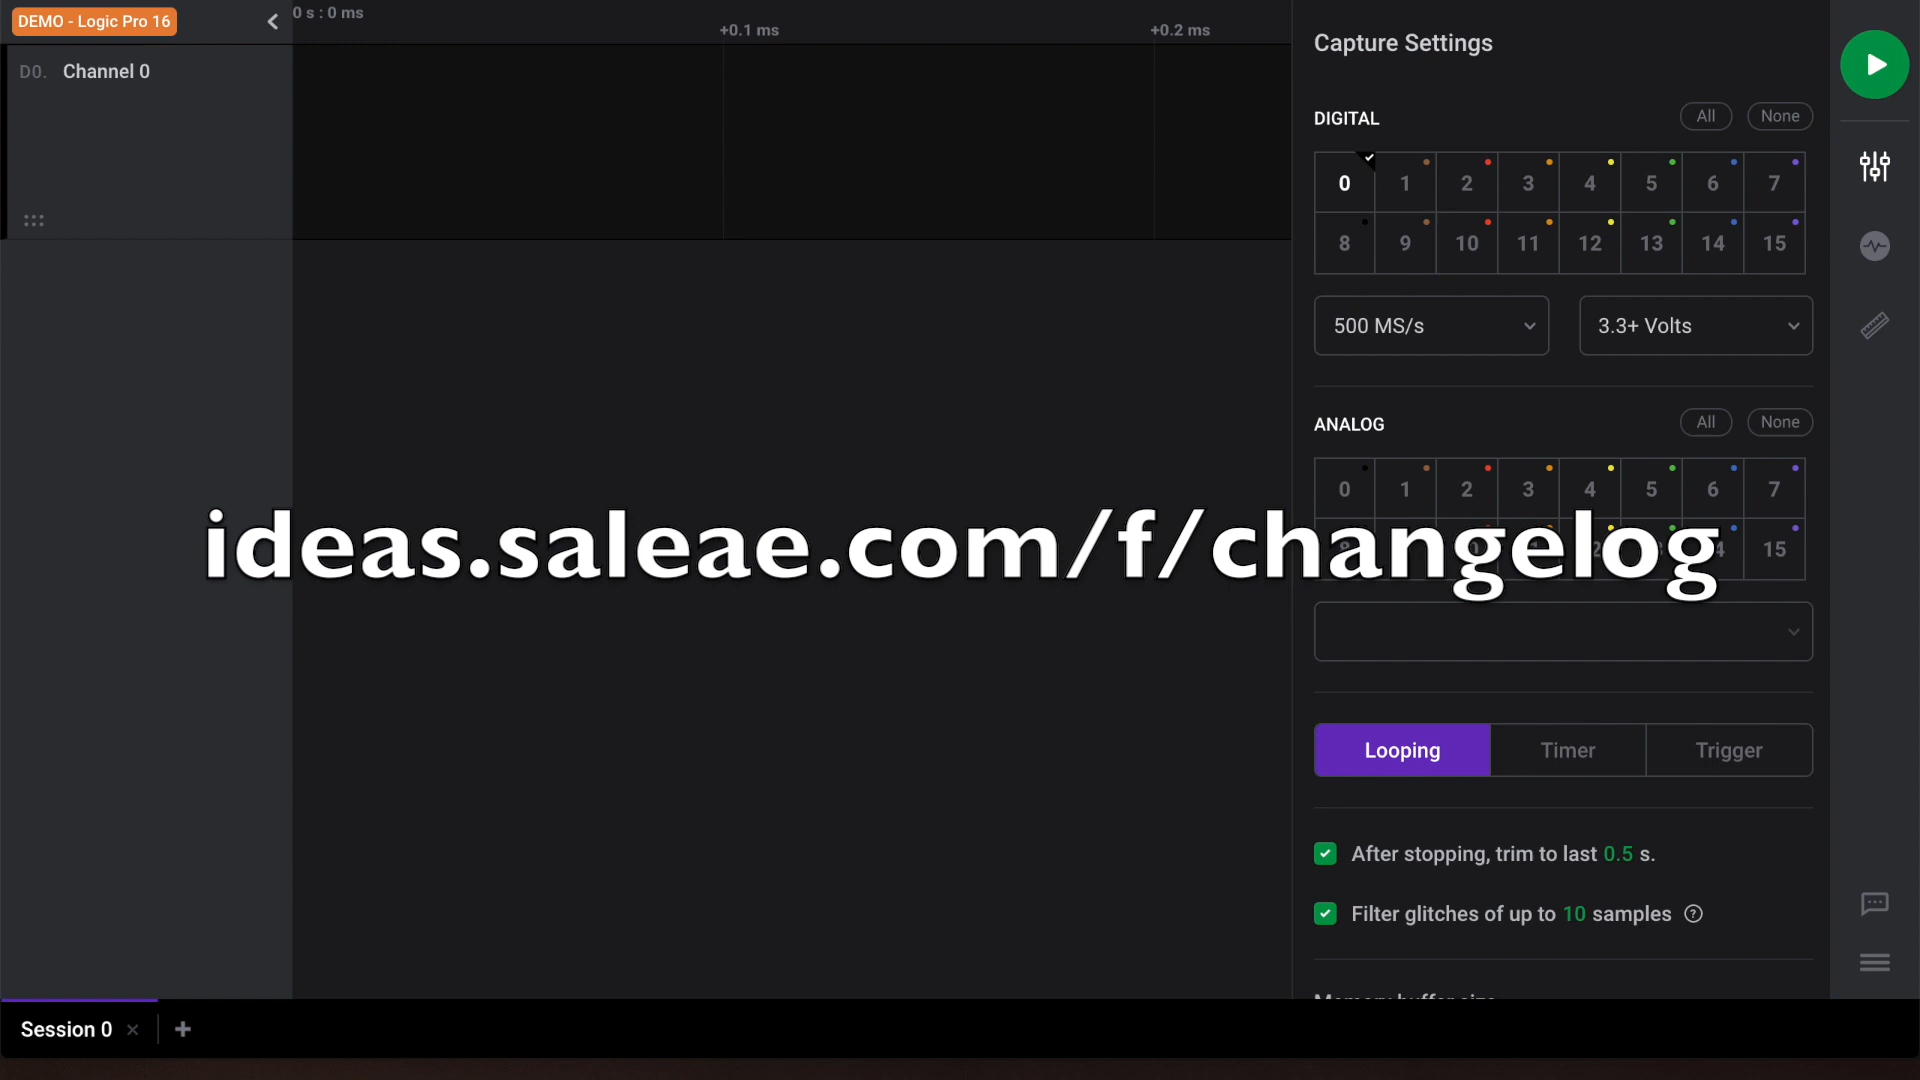 DEMO - Logic Pro 16
0 s : 0 ms
+0.1 ms
+0.2 ms
D0. Channel 0
Capture Settings
DIGITAL
All None
0 1 2 3 4 5 6 7
8 9 10 11 12 13 14 15
500 MS/s
3.3+ Volts
ANALOG
All None
0 1 2 3 4 5 6 7
15
ideas.saleae.com/f/changelog
Looping Timer Trigger
After stopping, trim to last 0.5 s.
Filter glitches of up to 10 samples ?
Memory buffer size
Session 0